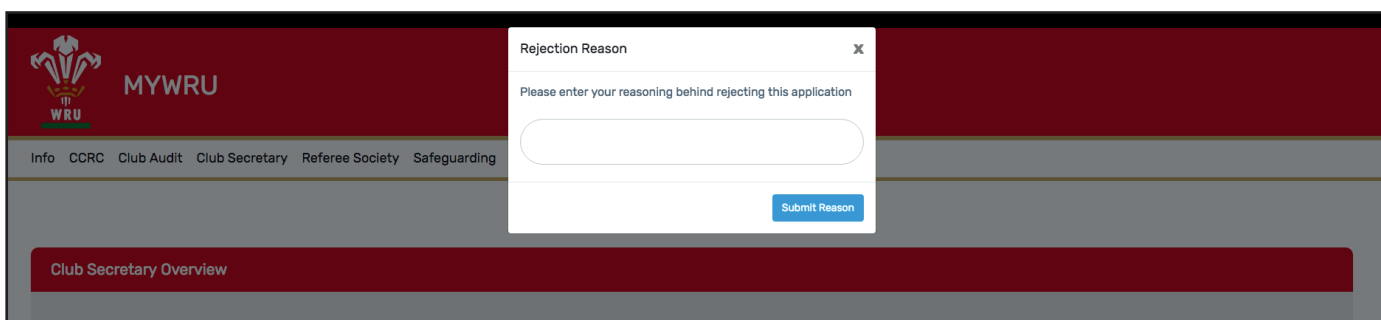 Rejection Reason X
Please enter your reasoning behind rejecting this application
Submit Reason
MYWRU
WRU
Info CCRC Club Audit Club Secretary Referee Society Safeguarding
Club Secretary Overview